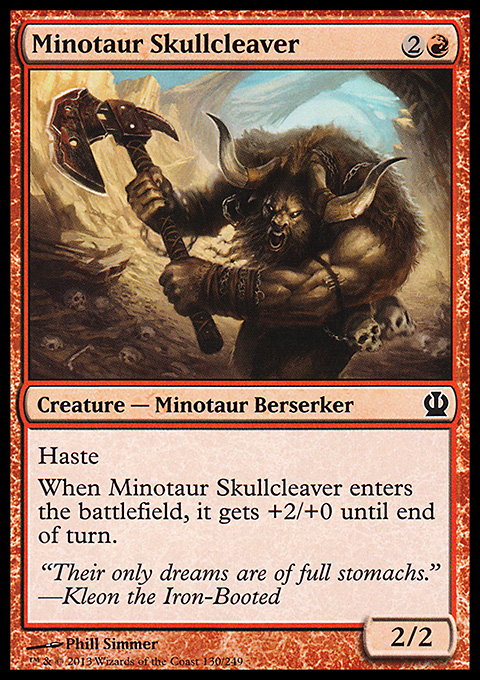 Minotaur Skullcleaver 2
Creature — Minotaur Berserker
Haste
When Minotaur Skullcleaver enters
the battlefield, it gets +2/+0 until end
of turn.
“Their only dreams are of full stomachs.”
—Kleon the Iron-Booted
Phill Simmer
2/2
™ & © 2013 Wizards of the Coast 130/249